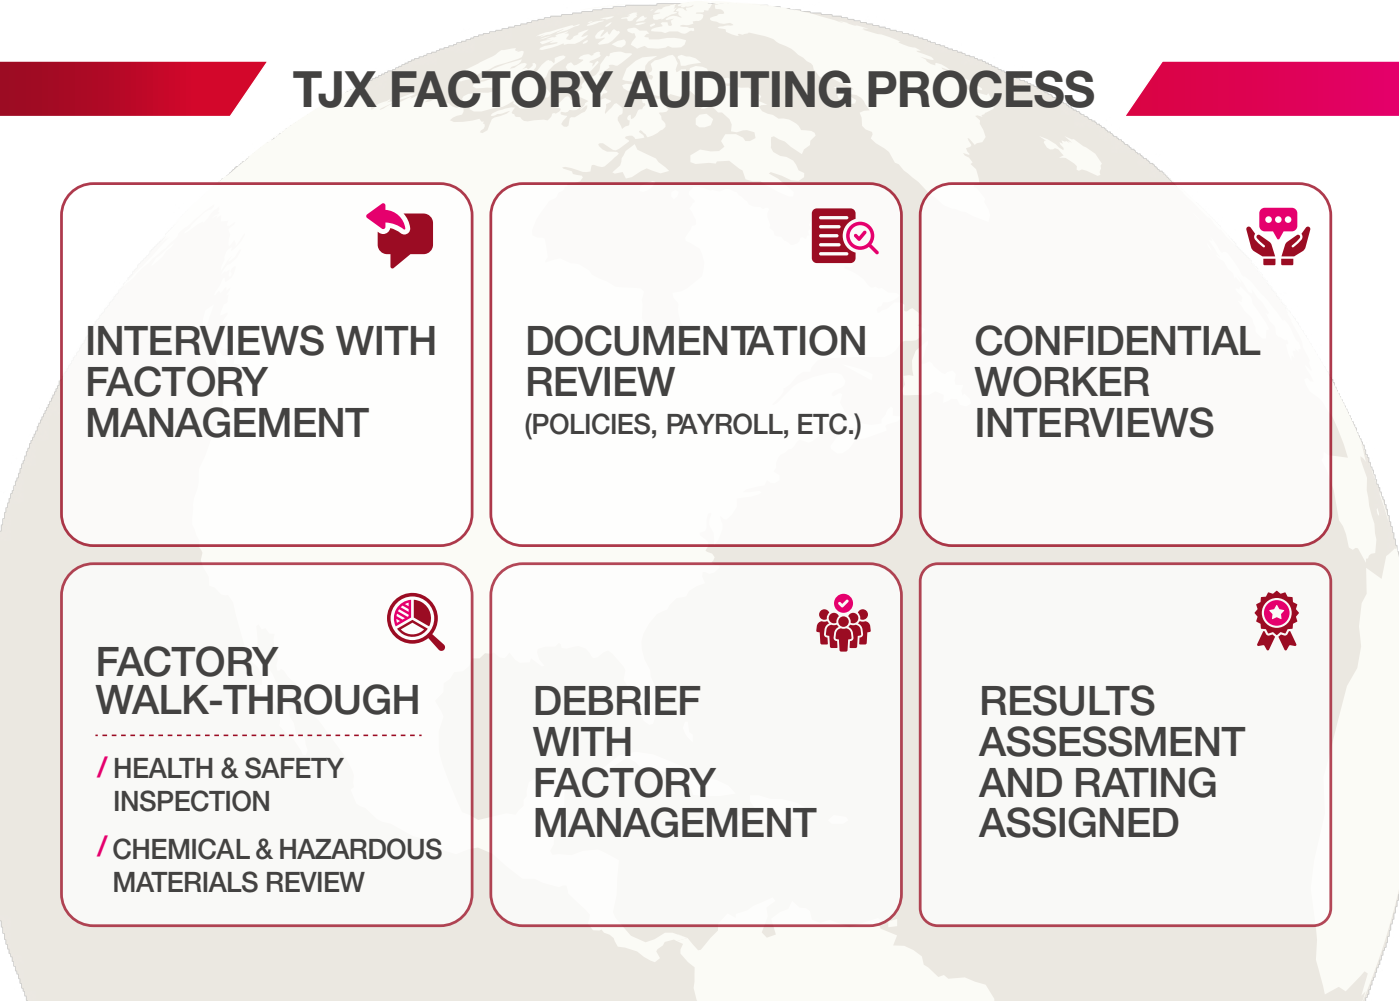 TJX FACTORY AUDITING PROCESS
INTERVIEWS WITH
FACTORY
MANAGEMENT
DOCUMENTATION
REVIEW
(POLICIES, PAYROLL, ETC.)
CONFIDENTIAL
WORKER
INTERVIEWS
FACTORY
WALK-THROUGH
/ HEALTH & SAFETY
INSPECTION
/ CHEMICAL & HAZARDOUS
MATERIALS REVIEW
DEBRIEF
WITH
FACTORY
MANAGEMENT
RESULTS
ASSESSMENT
AND RATING
ASSIGNED